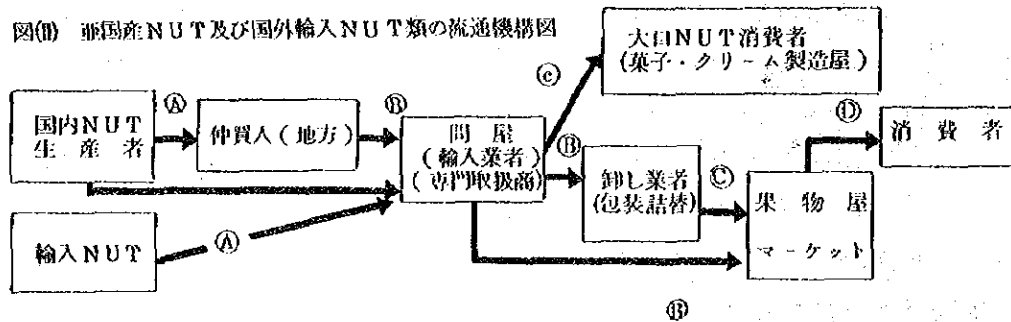 図(Ⅱ) 亜国産NUT及び国外輸入NUT類の流通機構図
大口NUT消費者
(菓子・クリーム製造屋)
ⓒ
Ⓐ
Ⓑ
Ⓓ
国内NUT
生産者
仲買人(地方)
問屋
(輸入業者)
(専門取扱商)
Ⓑ
消費者
卸し業者
(包装詰替)
Ⓒ
果物屋
マーケット
輸入NUT
Ⓐ
Ⓑ